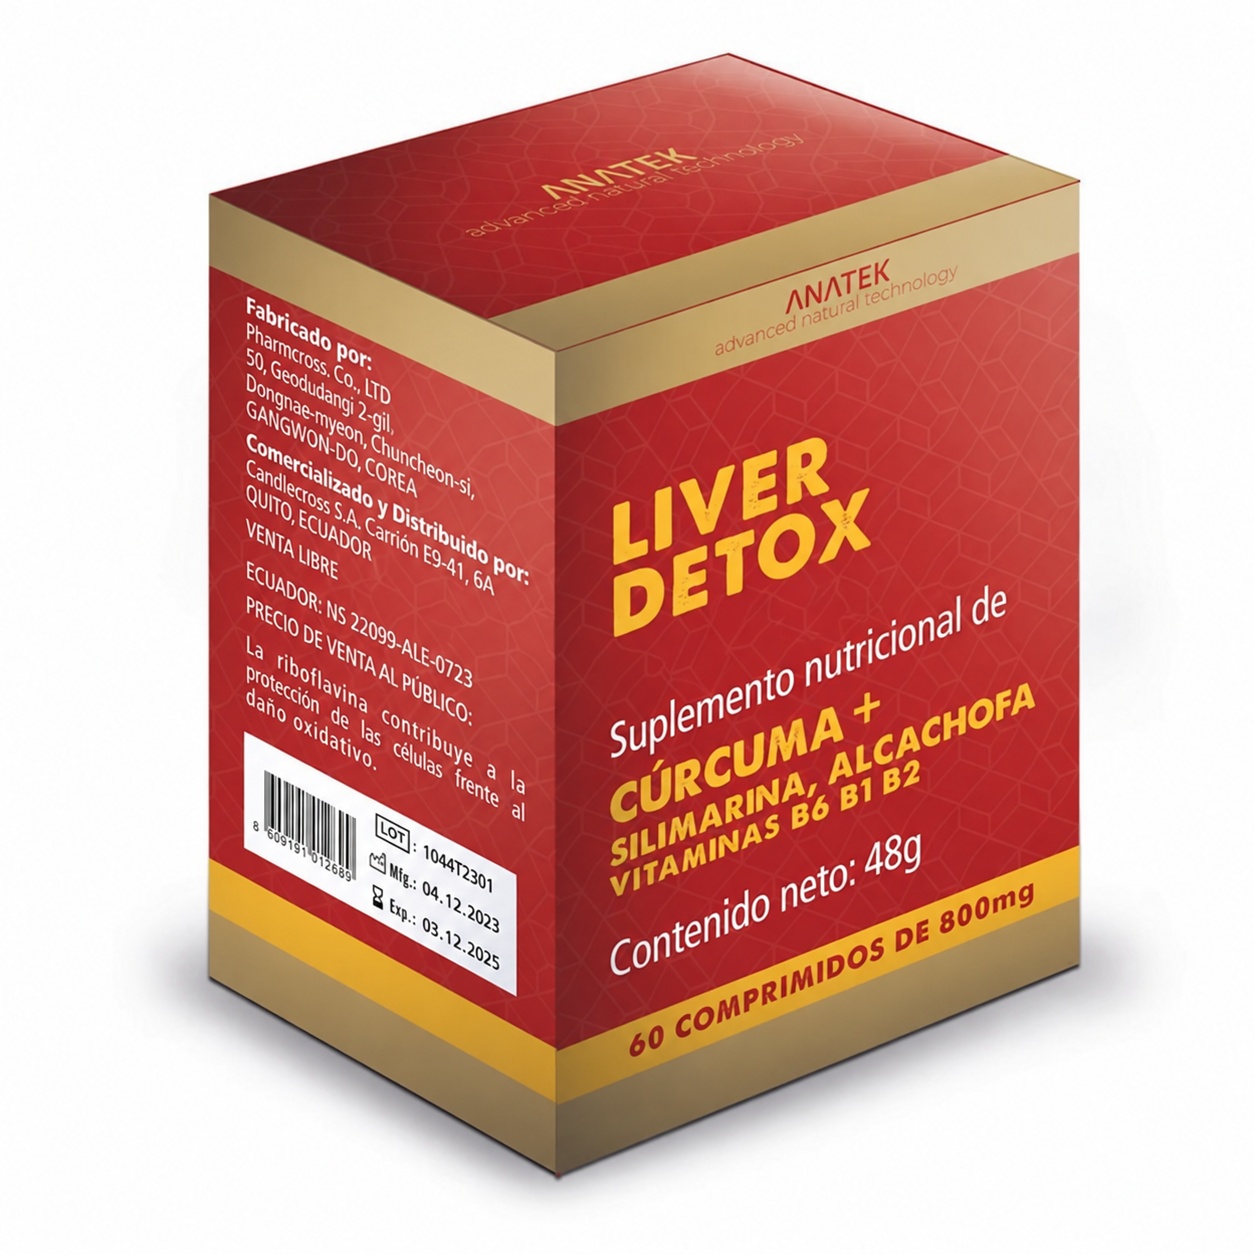 ANATEK
advanced natural technology
ANATEK
advanced natural technology
Fabricado por:
Pharmcross. Co., LTD
50, Geodudangi 2-gil,
Dongnae-myeon, Chuncheon-si,
GANGWON-DO, COREA
Comercializado y Distribuido por:
Candlecross S.A. Carrión E9-41, 6A
QUITO, ECUADOR
VENTA LIBRE
ECUADOR: NS 22099-ALE-0723
PRECIO DE VENTA AL PÚBLICO:
La riboflavina contribuye a la
protección de las células frente al
daño oxidativo.
8 609191 012689
LOT : 1044T2301
Mfg.: 04.12.2023
Exp.: 03.12.2025
LIVER
DETOX
Suplemento nutricional de
CÚRCUMA +
SILIMARINA, ALCACHOFA
VITAMINAS B6 B1 B2
Contenido neto: 48g
60 COMPRIMIDOS DE 800mg